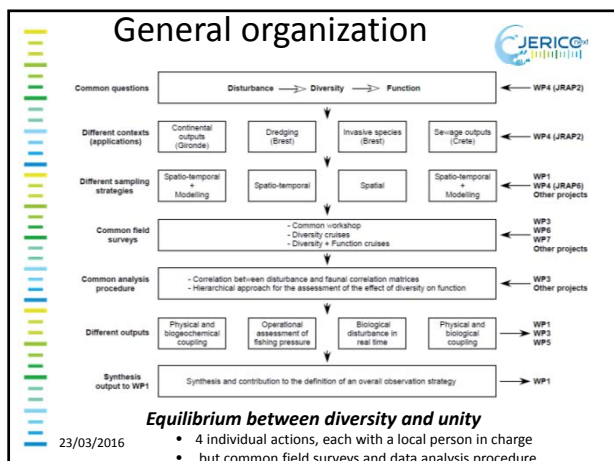 General organization
JERICO
next
Common questions
Disturbance
Diversity
Function
WP4 (JRAP2)
Different contexts
(applications)
Continental
outputs
(Gironde)
Dredging
(Brest)
Invasive species
(Brest)
Sewage outputs
(Crete)
WP4 (JRAP2)
Different sampling
strategies
Spatio-temporal
+
Modelling
Spatio-temporal
Spatial
Spatio-temporal
+
Modelling
WP1
WP4 (JRAP6)
Other projects
Common field
surveys
- Common workshop
- Diversity cruises
- Diversity + Function cruises
WP3
WP6
WP7
Other projects
Common analysis
procedure
- Correlation between disturbance and faunal correlation matrices
- Hierarchical approach for the assessment of the effect of diversity on function
WP3
Other projects
Different outputs
Physical and
biogeochemical
coupling
Operational
assessment of
fishing pressure
Biological
disturbance in
real time
Physical and
biological
coupling
WP1
WP3
WP5
Synthesis
output to WP1
Synthesis and contribution to the definition of an overall observation strategy
WP1
Equilibrium between diversity and unity
23/03/2016
• 4 individual actions, each with a local person in charge
• but common field surveys and data analysis procedure